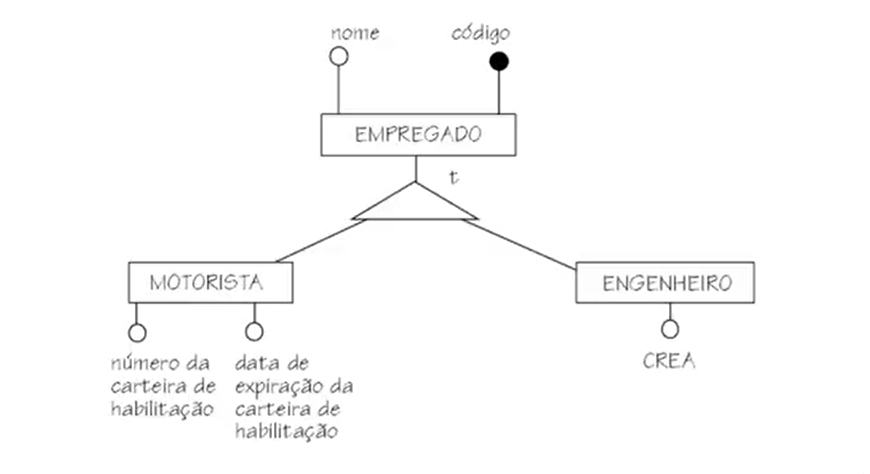 nome
código
EMPREGADO
t
MOTORISTA
ENGENHEIRO
número da
carteira de
habilitação
data de
expiração da
carteira de
habilitação
CREA